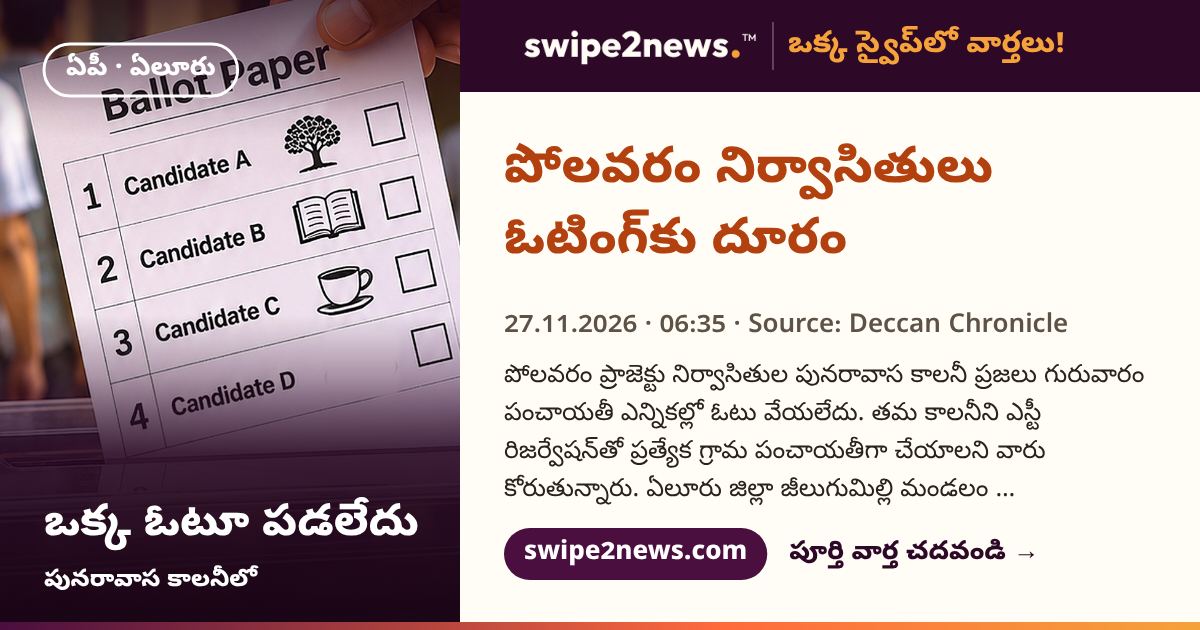 ఏపీ · ఏలూరు
Ballot Paper
1 Candidate A
2 Candidate B
3 Candidate C
4 Candidate D
ఒక్క ఓటూ పడలేదు
పునరావాస కాలనీలో
swipe2news.™ ఒక్క స్వైప్‌లో వార్తలు!
పోలవరం నిర్వాసితులు
ఓటింగ్‌కు దూరం
27.11.2026 · 06:35 · Source: Deccan Chronicle
పోలవరం ప్రాజెక్టు నిర్వాసితుల పునరావాస కాలనీ ప్రజలు గురువారం
పంచాయతీ ఎన్నికల్లో ఓటు వేయలేదు. తమ కాలనీని ఎస్టీ
రిజర్వేషన్‌తో ప్రత్యేక గ్రామ పంచాయతీగా చేయాలని వారు
కోరుతున్నారు. ఏలూరు జిల్లా జీలుగుమిల్లి మండలం ...
swipe2news.com పూర్తి వార్త చదవండి →